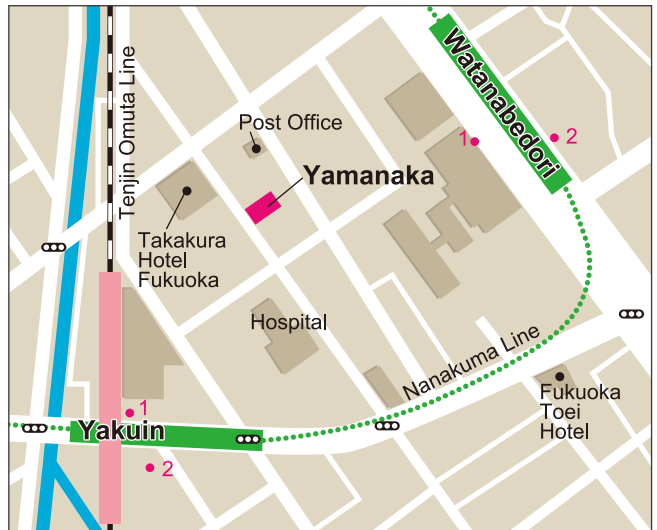 Tenjin Omuta Line
Watanabedori
1
2
Post Office
Yamanaka
Takakura
Hotel
Fukuoka
Hospital
Nanakuma Line
Fukuoka
Toei
Hotel
1
Yakuin
2